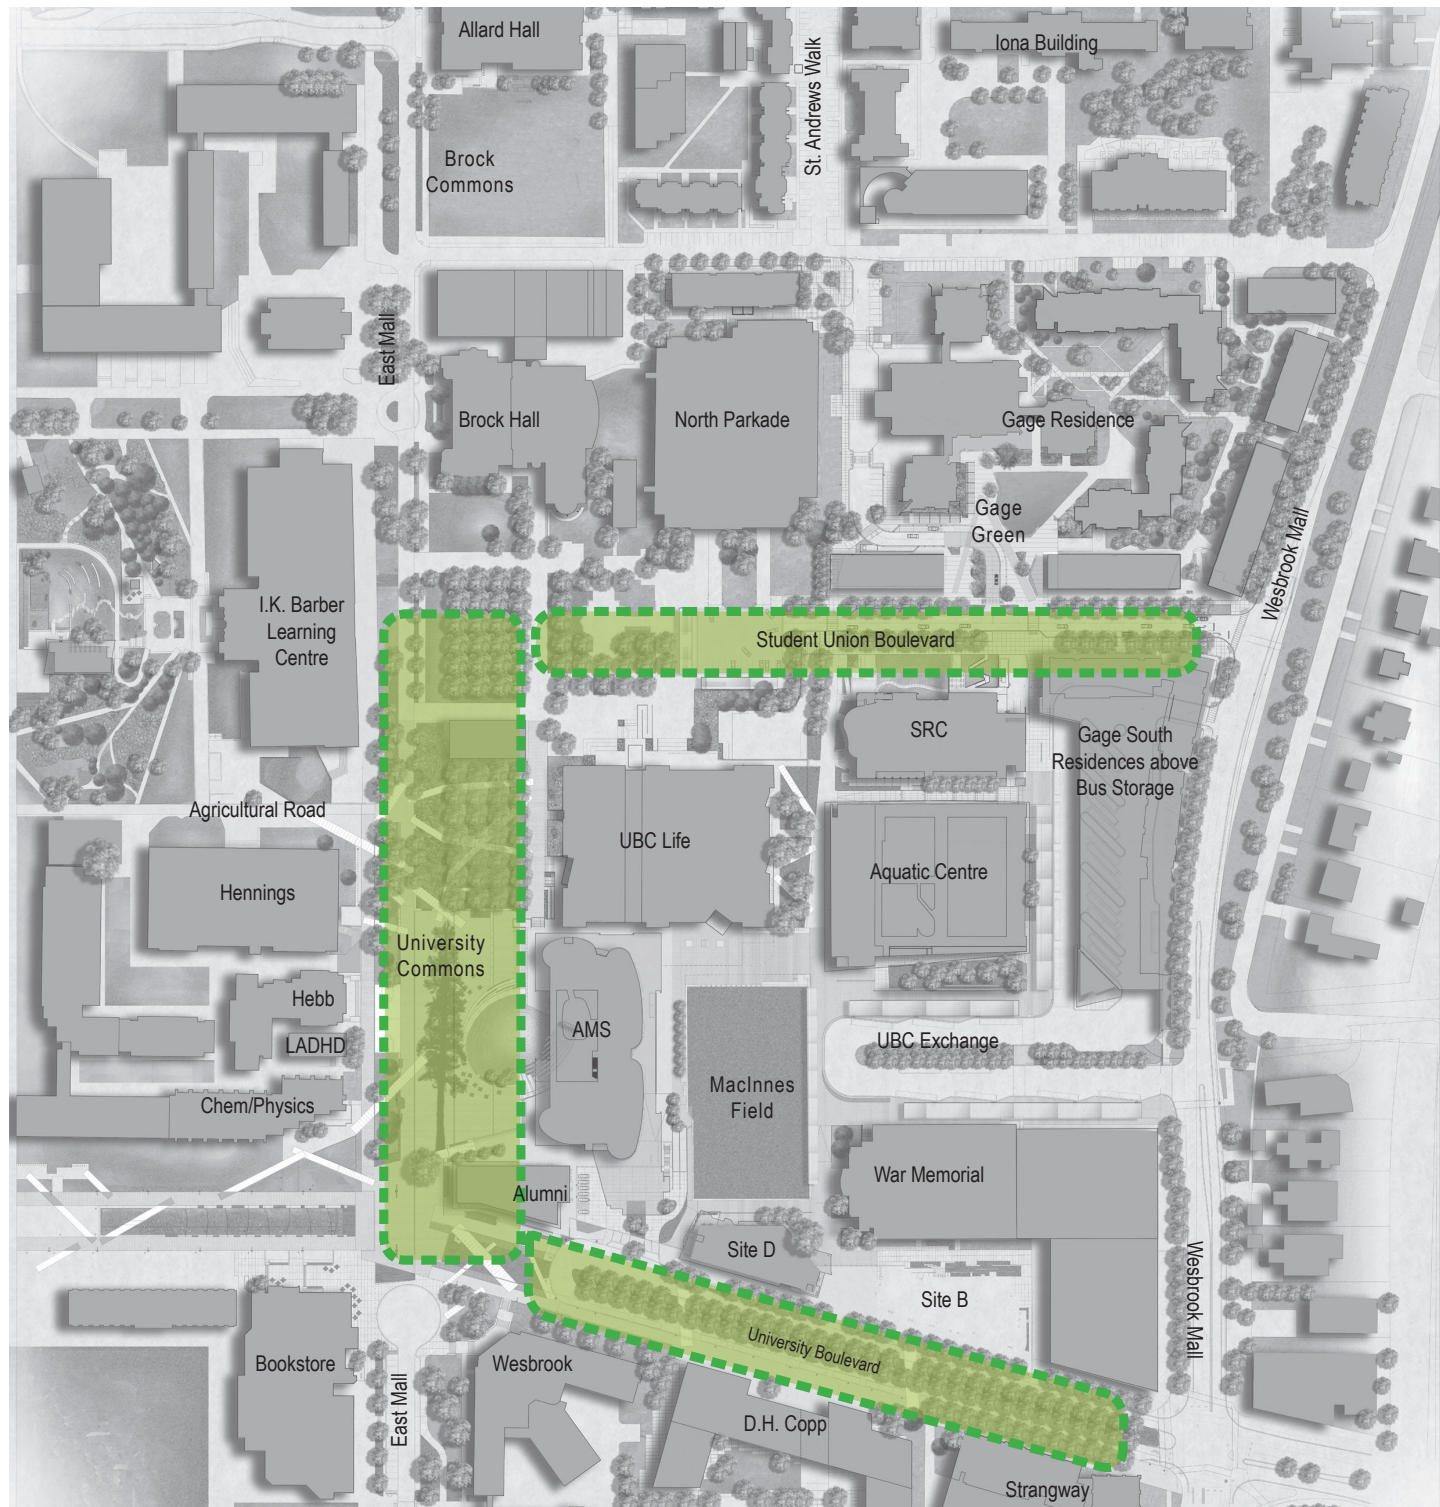 Allard Hall
Iona Building
St. Andrews Walk
Brock
Commons
East Mall
Brock Hall
North Parkade
Gage Residence
Gage
Green
Wesbrook Mall
I.K. Barber
Learning
Centre
Student Union Boulevard
SRC
Gage South
Residences above
Bus Storage
Agricultural Road
UBC Life
Aquatic Centre
Hennings
University
Commons
Hebb
AMS
LADHD
UBC Exchange
MacInnes
Field
Chem/Physics
War Memorial
Alumni
Site D
Site B
Wesbrook Mall
University Boulevard
Bookstore
Wesbrook
East Mall
D.H. Copp
Strangway